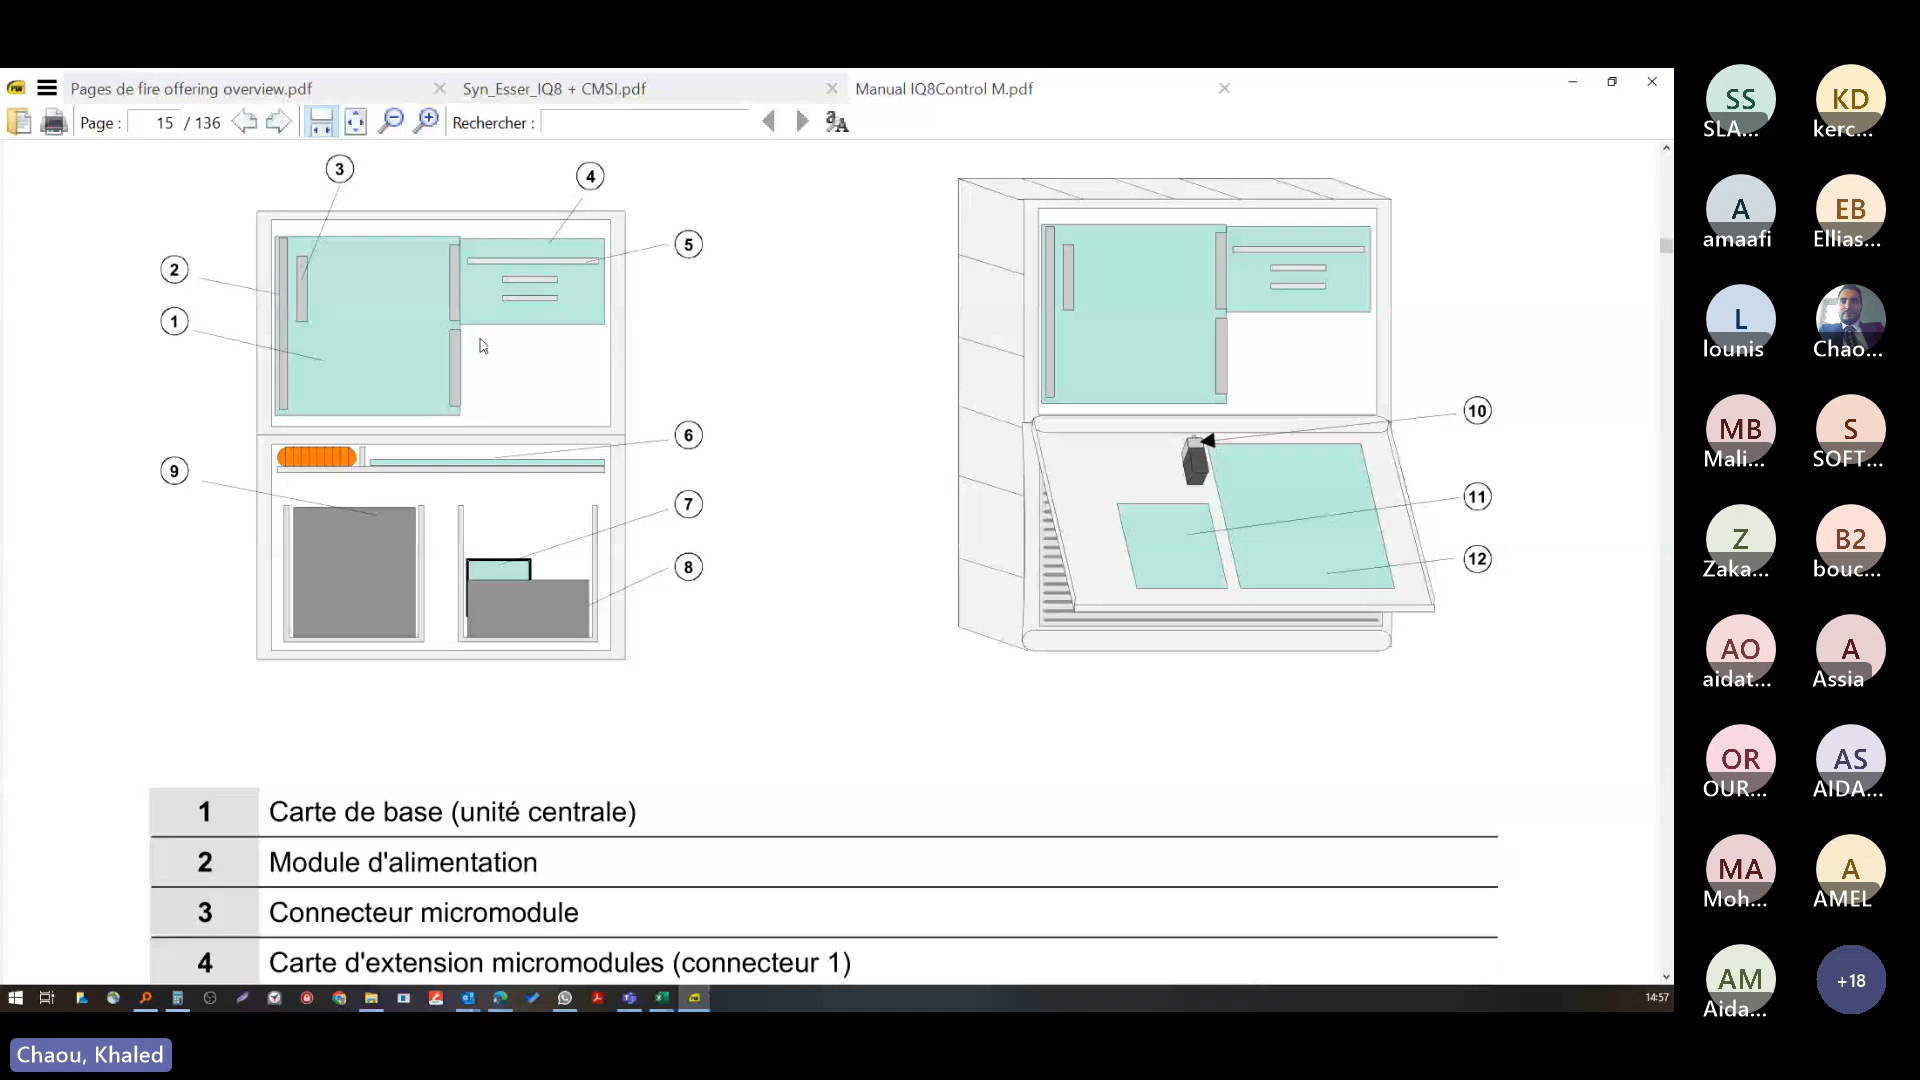 Pages de fire offering overview.pdf
Syn_Esser_IQ8 + CMSI.pdf
Manual IQ8Control M.pdf
Page : 15 / 136
Rechercher :
3
4
5
2
1
6
9
7
8
10
11
12
1 Carte de base (unité centrale)
2 Module d'alimentation
3 Connecteur micromodule
4 Carte d'extension micromodules (connecteur 1)
14:57
Chaou, Khaled
SS
SLA...
KD
kerc...
A
amaafi
EB
Ellias...
L
lounis
Chao...
MB
Mali...
S
SOFT...
Z
Zaka...
B2
bouc...
AO
aidat...
A
Assia
OR
OUR...
AS
AIDA...
MA
Moh...
A
AMEL
AM
Aida...
+18